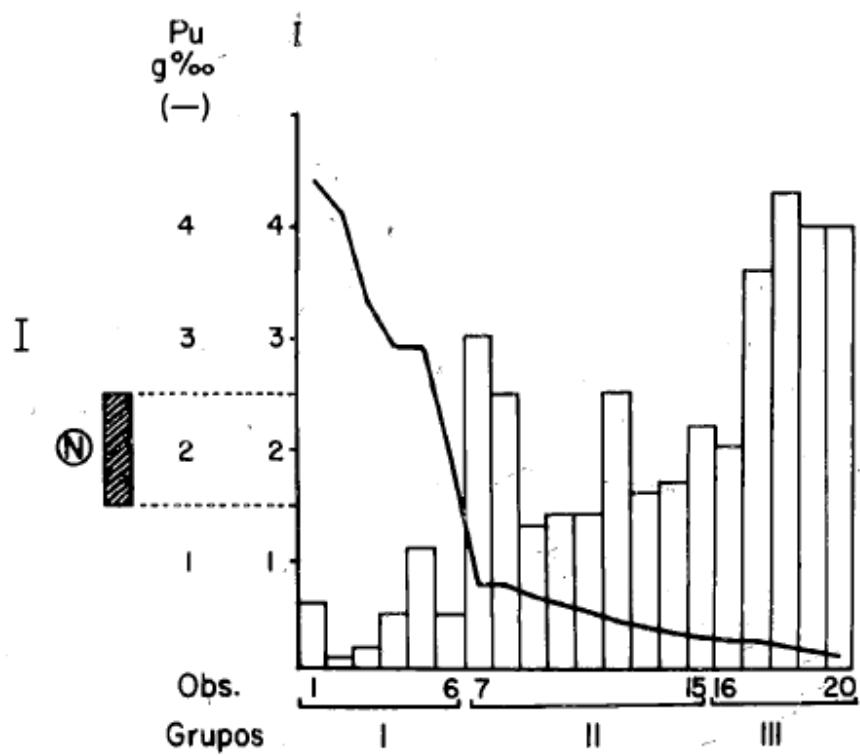 Pu I
g‰
(—)
4 4
I 3 3
N 2 2
1 1
Obs. 1 6 7 15 16 20
Grupos I II III